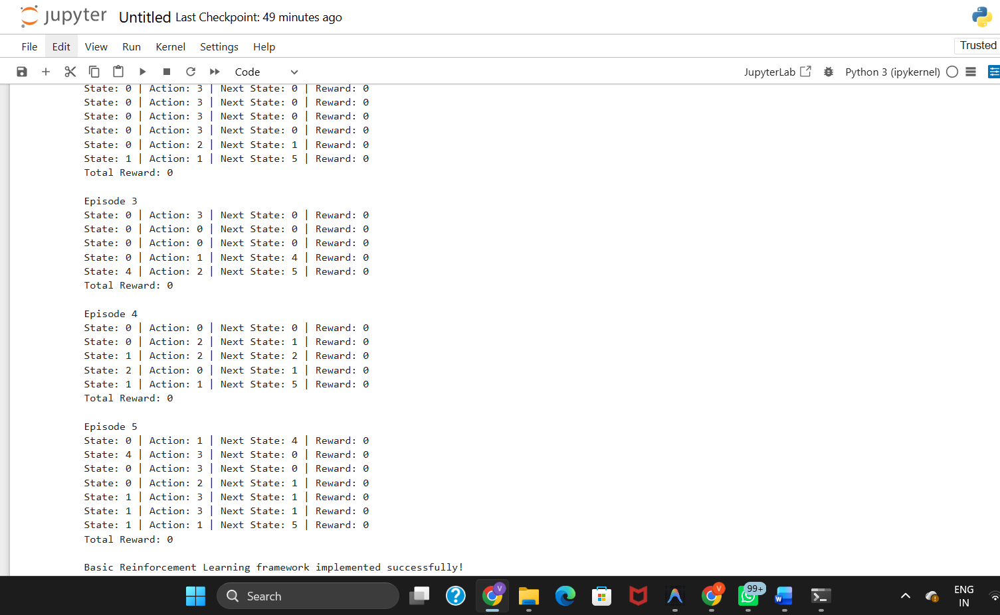 jupyter Untitled Last Checkpoint: 49 minutes ago
File Edit View Run Kernel Settings Help Trusted
Code JupyterLab Python 3 (ipykernel)
State: 0 | Action: 3 | Next State: 0 | Reward: 0
State: 0 | Action: 3 | Next State: 0 | Reward: 0
State: 0 | Action: 3 | Next State: 0 | Reward: 0
State: 0 | Action: 3 | Next State: 0 | Reward: 0
State: 0 | Action: 2 | Next State: 1 | Reward: 0
State: 1 | Action: 1 | Next State: 5 | Reward: 0
Total Reward: 0
Episode 3
State: 0 | Action: 3 | Next State: 0 | Reward: 0
State: 0 | Action: 0 | Next State: 0 | Reward: 0
State: 0 | Action: 0 | Next State: 0 | Reward: 0
State: 0 | Action: 1 | Next State: 4 | Reward: 0
State: 4 | Action: 2 | Next State: 5 | Reward: 0
Total Reward: 0
Episode 4
State: 0 | Action: 0 | Next State: 0 | Reward: 0
State: 0 | Action: 2 | Next State: 1 | Reward: 0
State: 1 | Action: 2 | Next State: 2 | Reward: 0
State: 2 | Action: 0 | Next State: 1 | Reward: 0
State: 1 | Action: 1 | Next State: 5 | Reward: 0
Total Reward: 0
Episode 5
State: 0 | Action: 1 | Next State: 4 | Reward: 0
State: 4 | Action: 3 | Next State: 0 | Reward: 0
State: 0 | Action: 3 | Next State: 0 | Reward: 0
State: 0 | Action: 2 | Next State: 1 | Reward: 0
State: 1 | Action: 3 | Next State: 1 | Reward: 0
State: 1 | Action: 3 | Next State: 1 | Reward: 0
State: 1 | Action: 1 | Next State: 5 | Reward: 0
Total Reward: 0
Basic Reinforcement Learning framework implemented successfully!
Search V V 99+ W ENG
IN